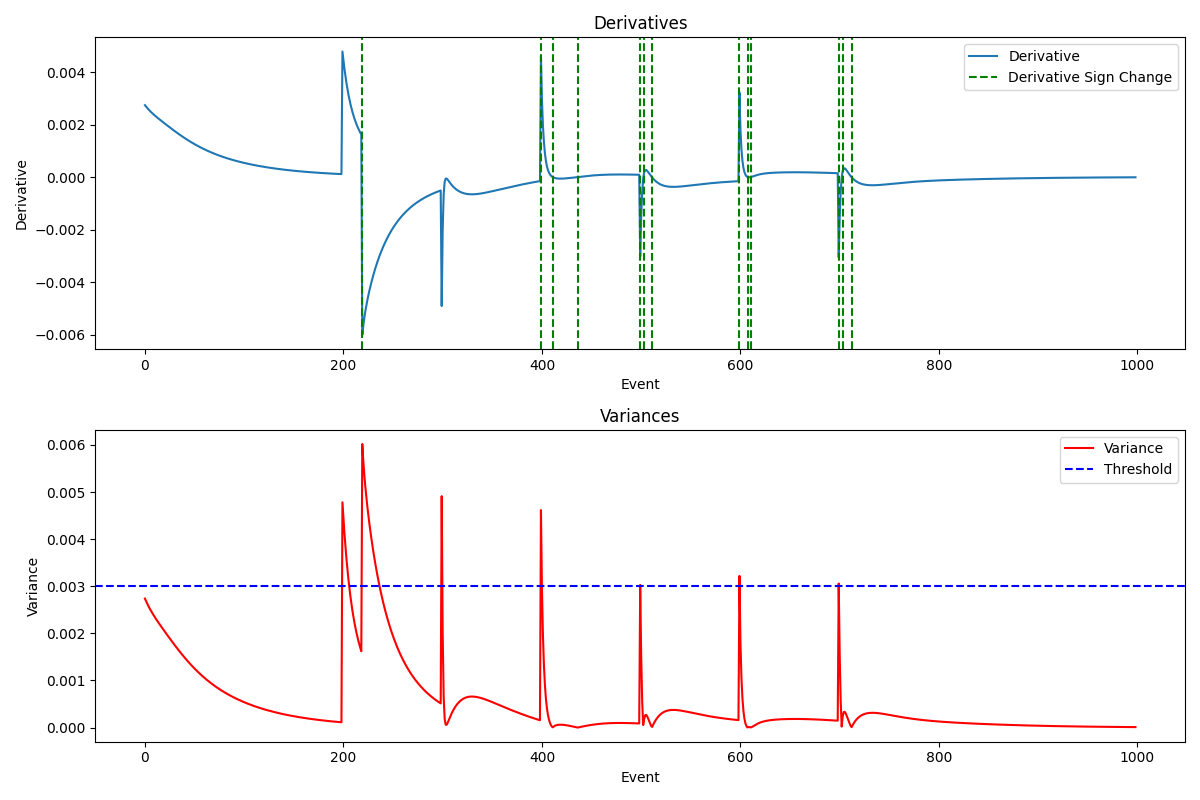 Derivatives
Derivative
Derivative Sign Change
0.004
0.002
0.000
−0.002
−0.004
−0.006
Derivative
0 200 400 600 800 1000
Event
Variances
Variance
Threshold
0.006
0.005
0.004
0.003
0.002
0.001
0.000
Variance
0 200 400 600 800 1000
Event